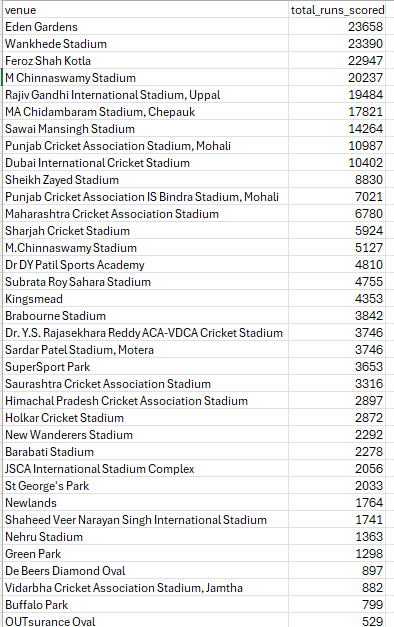 venue total_runs_scored
Eden Gardens 23658
Wankhede Stadium 23390
Feroz Shah Kotla 22947
M Chinnaswamy Stadium 20237
Rajiv Gandhi International Stadium, Uppal 19484
MA Chidambaram Stadium, Chepauk 17821
Sawai Mansingh Stadium 14264
Punjab Cricket Association Stadium, Mohali 10987
Dubai International Cricket Stadium 10402
Sheikh Zayed Stadium 8830
Punjab Cricket Association IS Bindra Stadium, Mohali 7021
Maharashtra Cricket Association Stadium 6780
Sharjah Cricket Stadium 5924
M.Chinnaswamy Stadium 5127
Dr DY Patil Sports Academy 4810
Subrata Roy Sahara Stadium 4755
Kingsmead 4353
Brabourne Stadium 3842
Dr. Y.S. Rajasekhara Reddy ACA-VDCA Cricket Stadium 3746
Sardar Patel Stadium, Motera 3746
SuperSport Park 3653
Saurashtra Cricket Association Stadium 3316
Himachal Pradesh Cricket Association Stadium 2897
Holkar Cricket Stadium 2872
New Wanderers Stadium 2292
Barabati Stadium 2278
JSCA International Stadium Complex 2056
St George's Park 2033
Newlands 1764
Shaheed Veer Narayan Singh International Stadium 1741
Nehru Stadium 1363
Green Park 1298
De Beers Diamond Oval 897
Vidarbha Cricket Association Stadium, Jamtha 882
Buffalo Park 799
OUTsurance Oval 529